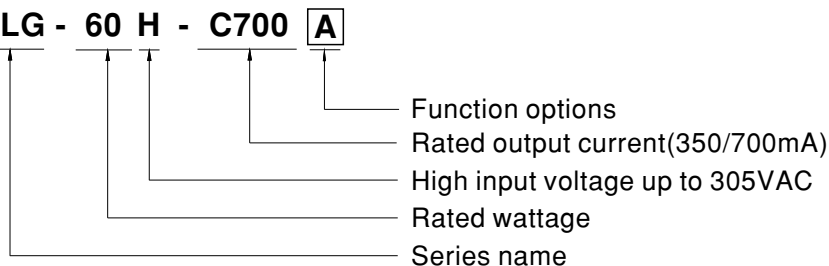 LG - 60 H - C700 A
Function options
Rated output current(350/700mA)
High input voltage up to 305VAC
Rated wattage
Series name